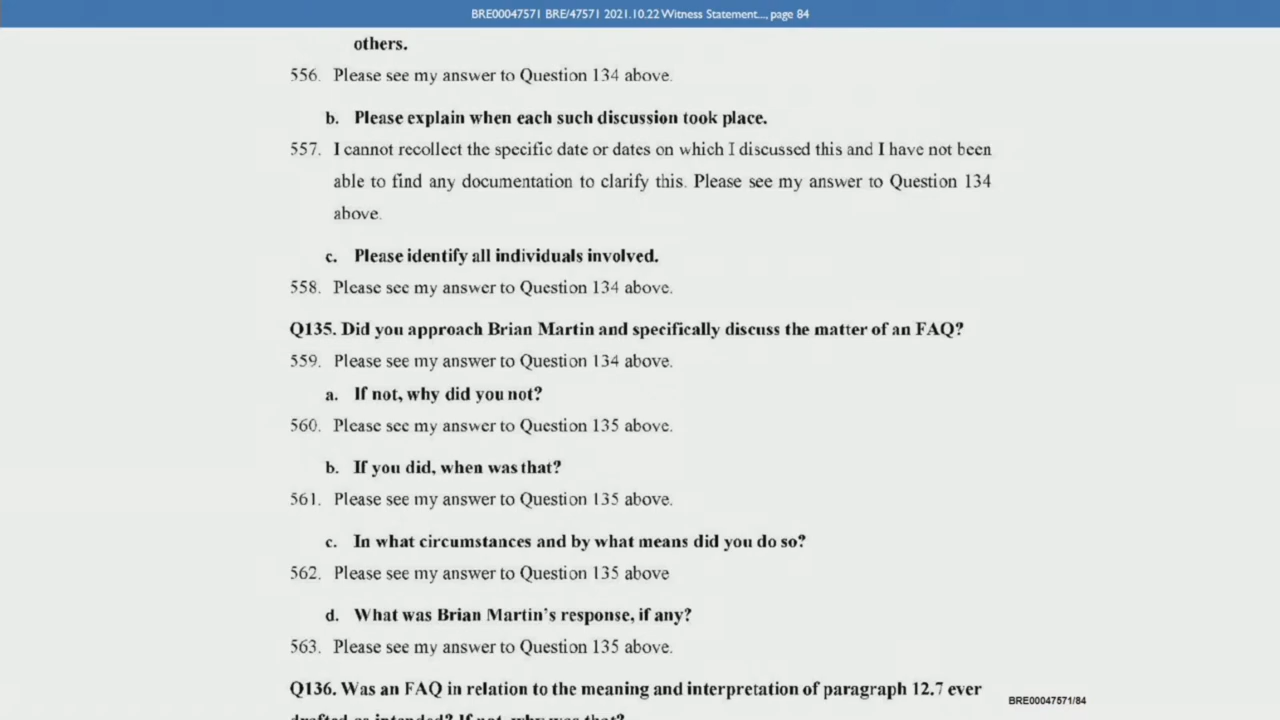 BRE00047571 BRE/47571 2021.10.22 Witness Statement..., page 84
others.
556. Please see my answer to Question 134 above.
b. Please explain when each such discussion took place.
557. I cannot recollect the specific date or dates on which I discussed this and I have not been
able to find any documentation to clarify this. Please see my answer to Question 134
above.
c. Please identify all individuals involved.
558. Please see my answer to Question 134 above.
Q135. Did you approach Brian Martin and specifically discuss the matter of an FAQ?
559. Please see my answer to Question 134 above.
a. If not, why did you not?
560. Please see my answer to Question 135 above.
b. If you did, when was that?
561. Please see my answer to Question 135 above.
c. In what circumstances and by what means did you do so?
562. Please see my answer to Question 135 above
d. What was Brian Martin's response, if any?
563. Please see my answer to Question 135 above.
Q136. Was an FAQ in relation to the meaning and interpretation of paragraph 12.7 ever
BRE00047571/84
drafted as intended? If not, why was that?